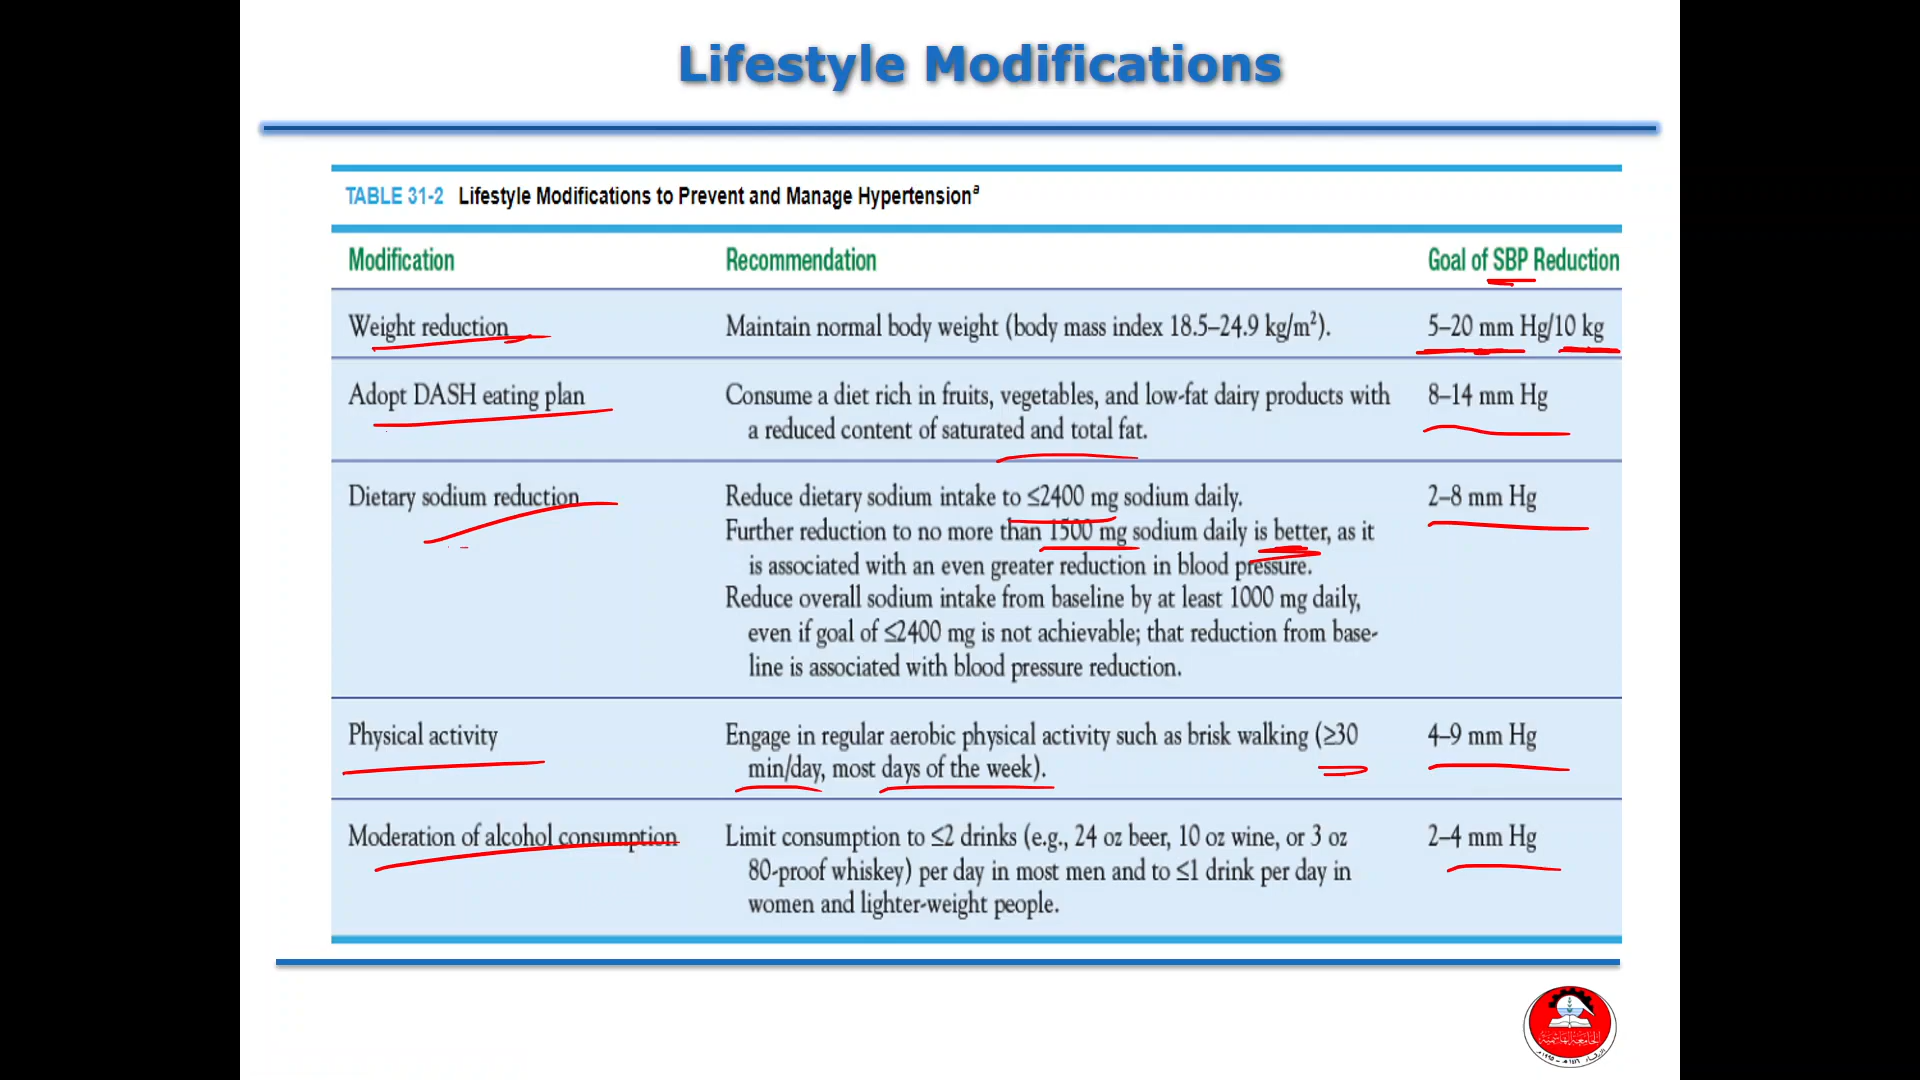 Lifestyle Modifications
TABLE 31-2 Lifestyle Modifications to Prevent and Manage Hypertensionª
Modification Recommendation Goal of SBP Reduction
Weight reduction Maintain normal body weight (body mass index 18.5–24.9 kg/m²). 5–20 mm Hg/10 kg
Adopt DASH eating plan Consume a diet rich in fruits, vegetables, and low-fat dairy products with 8–14 mm Hg
a reduced content of saturated and total fat.
Dietary sodium reduction Reduce dietary sodium intake to ≤2400 mg sodium daily. 2–8 mm Hg
Further reduction to no more than 1500 mg sodium daily is better, as it
is associated with an even greater reduction in blood pressure.
Reduce overall sodium intake from baseline by at least 1000 mg daily,
even if goal of ≤2400 mg is not achievable; that reduction from base-
line is associated with blood pressure reduction.
Physical activity Engage in regular aerobic physical activity such as brisk walking (≥30 4–9 mm Hg
min/day, most days of the week).
Moderation of alcohol consumption Limit consumption to ≤2 drinks (e.g., 24 oz beer, 10 oz wine, or 3 oz 2–4 mm Hg
80-proof whiskey) per day in most men and to ≤1 drink per day in
women and lighter-weight people.
الجامعة الهاشمية